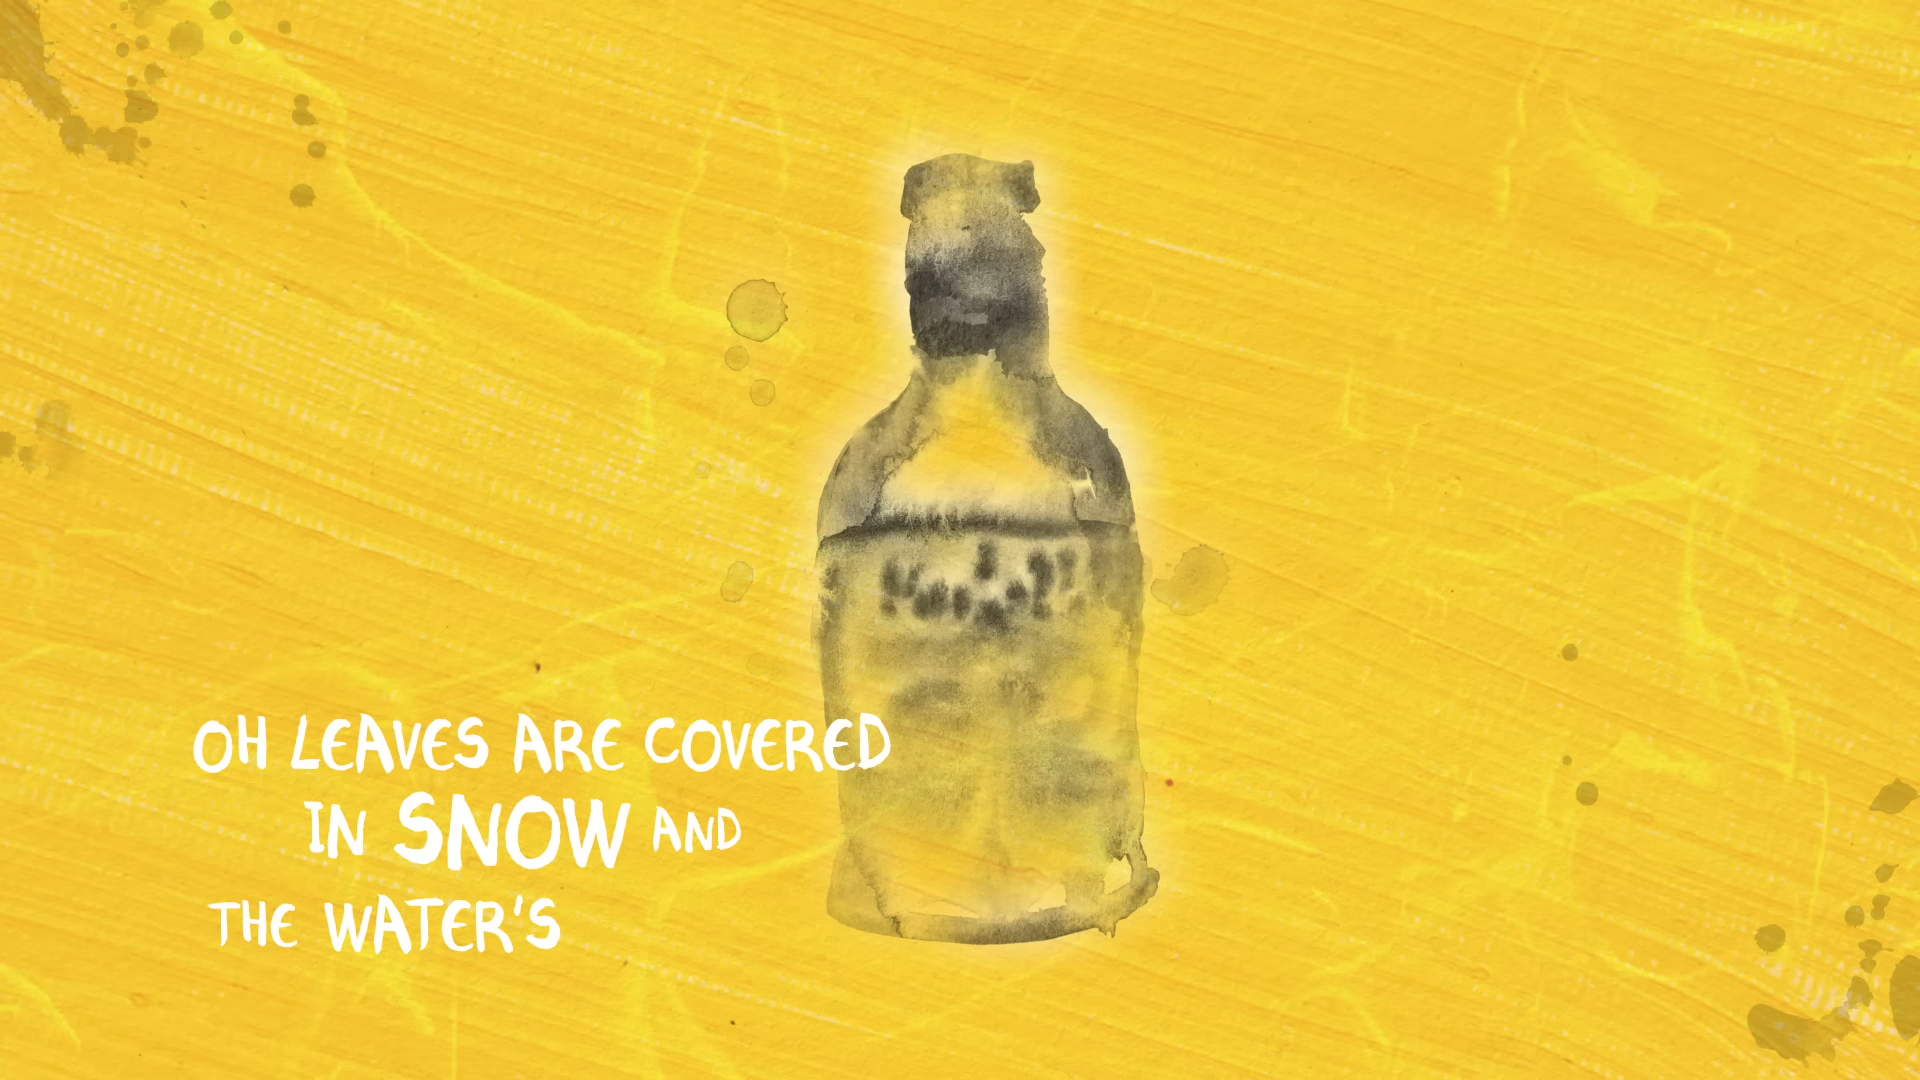 OH LEAVES ARE COVERED
IN SNOW AND
THE WATER'S